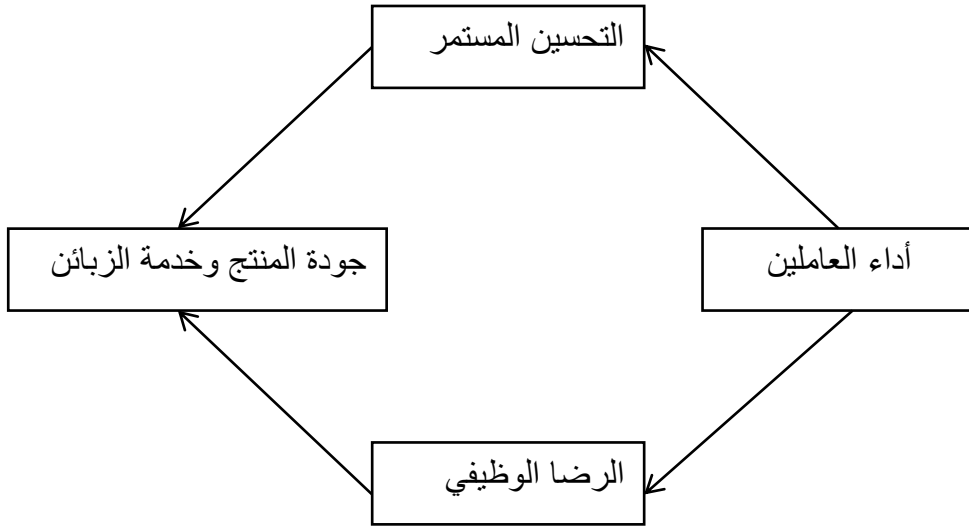 التحسين المستمر
أداء العاملين
جودة المنتج وخدمة الزبائن
الرضا الوظيفي